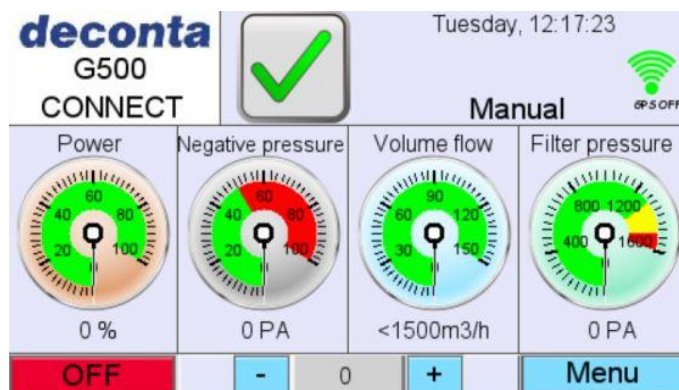 deconta
G500
CONNECT
Tuesday, 12:17:23
Manual
GPS OFF
Power
20 40 60 80 100
0 %
Negative pressure
20 40 60 80 100
0 PA
Volume flow
30 60 90 120 150
<1500m3/h
Filter pressure
400 800 1200 1600
0 PA
OFF
-
0
+
Menu